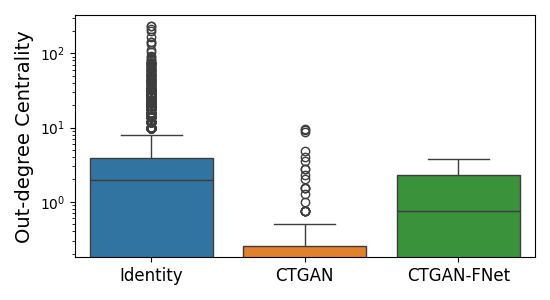 Out-degree Centrality
10²
10¹
10⁰
Identity
CTGAN
CTGAN-FNet